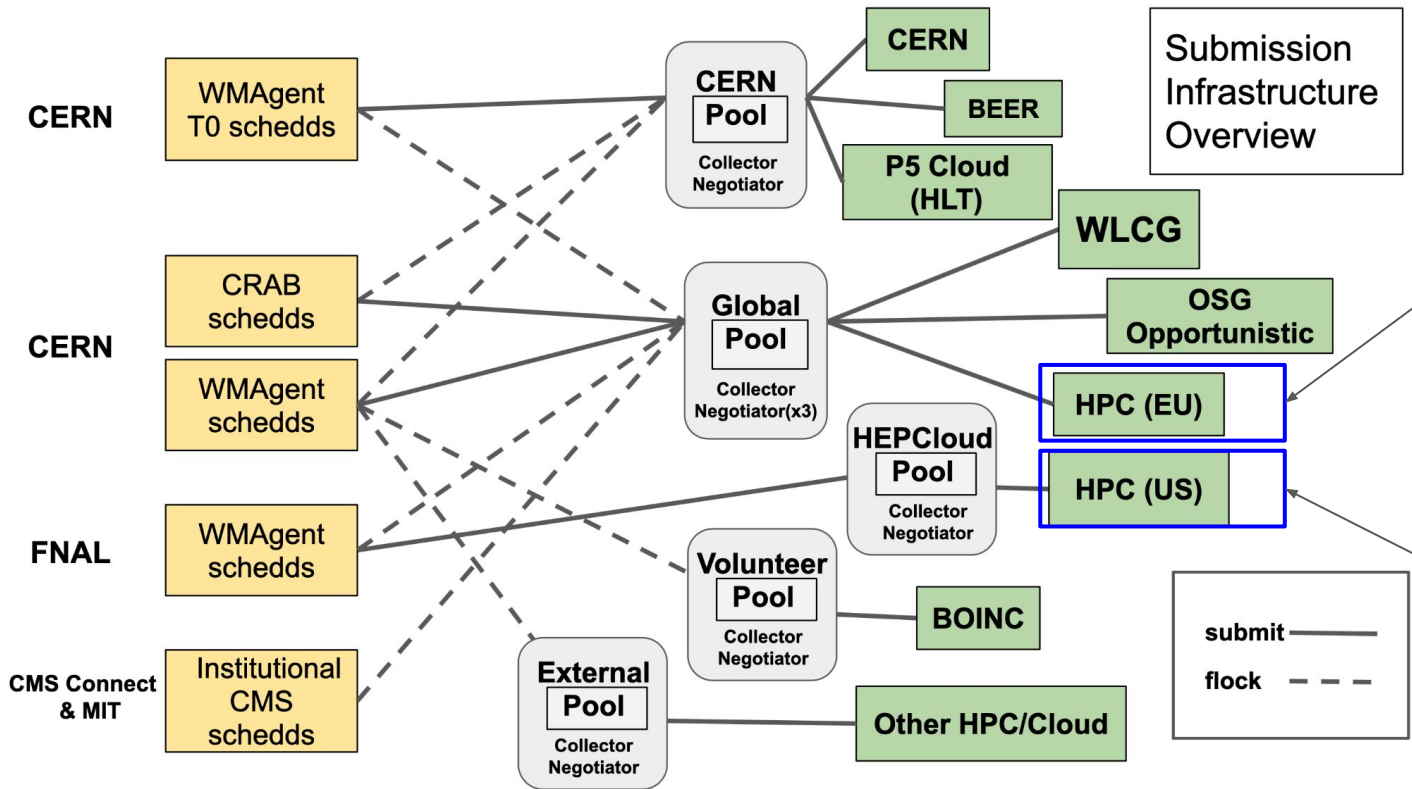 CERN
WMAgent
T0 schedds
CERN
CRAB
schedds
WMAgent
schedds
FNAL
WMAgent
schedds
CMS Connect
& MIT
Institutional
CMS
schedds
CERN
Pool
Collector
Negotiator
Global
Pool
Collector
Negotiator(x3)
HEPCloud
Pool
Collector
Negotiator
Volunteer
Pool
Collector
Negotiator
External
Pool
Collector
Negotiator
CERN
BEER
P5 Cloud
(HLT)
WLCG
OSG
Opportunistic
HPC (EU)
HPC (US)
BOINC
Other HPC/Cloud
Submission
Infrastructure
Overview
submit
flock